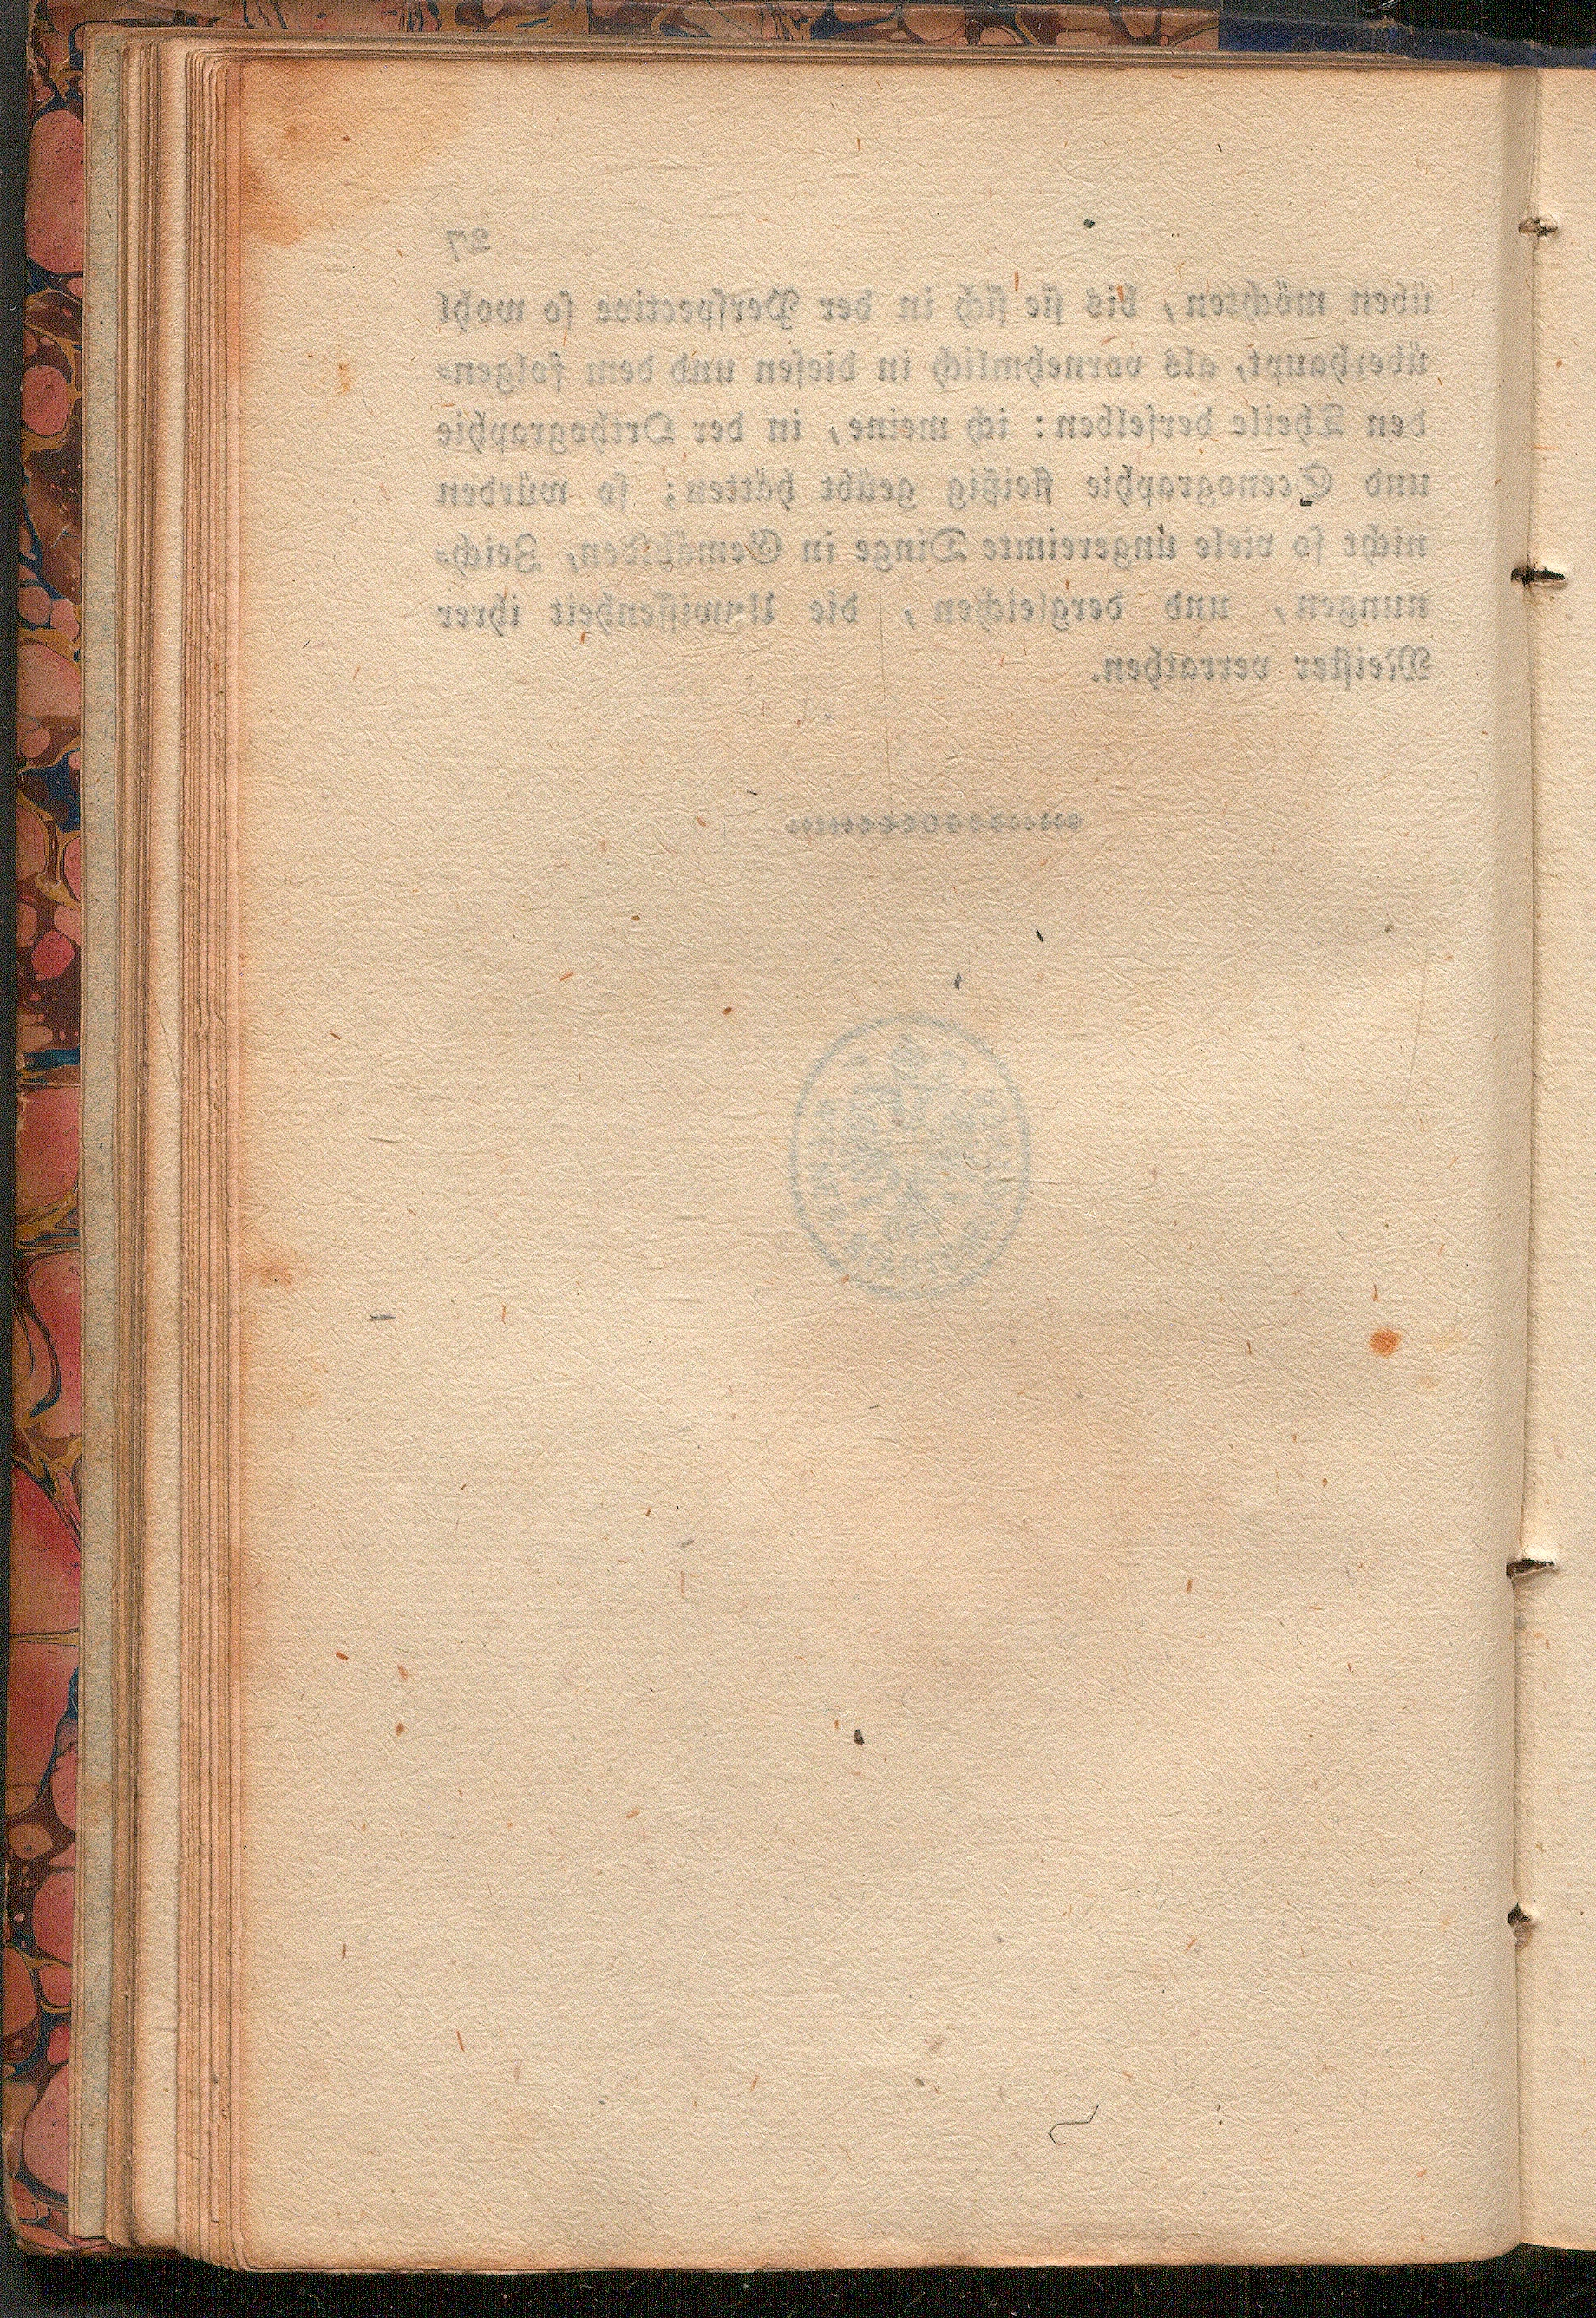 27
üben möchten, bis sie sich in der Perspective so wohl
überhaupt, als vornehmlich in diesen und dem folgen-
den Theile derselben: ich meine, in der Orthographie
und Scenographie fleißig geübt hätten; so würden
nicht so viele ungereimte Dinge in Gemählden, Zeich-
nungen, und dergleichen, die Unwissenheit ihrer
Meister verrathen.